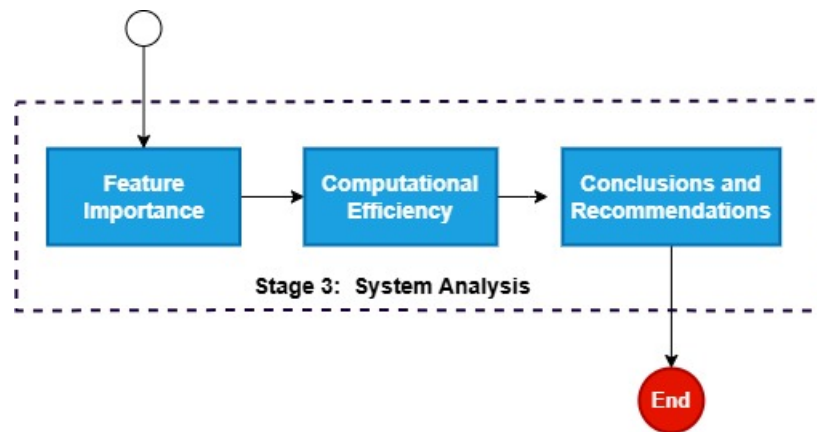 Feature
Importance
Computational
Efficiency
Conclusions and
Recommendations
Stage 3: System Analysis
End